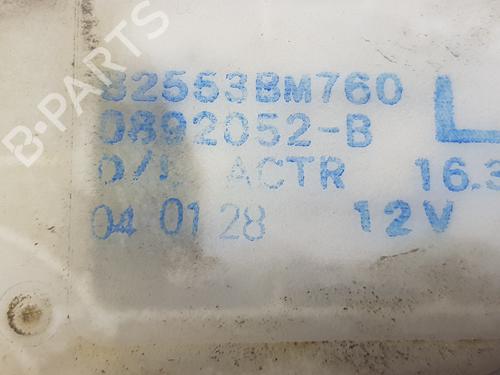 82553BM760
0892052-B
D/L ACTR 16.3
04 01 28 12V
L
B-PARTS